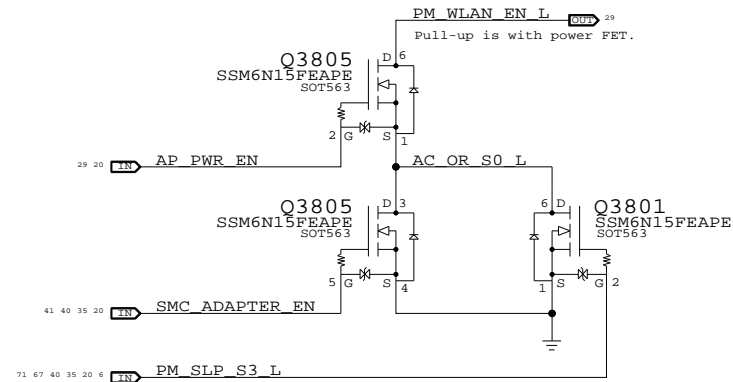 PM_WLAN_EN_L
OUT 29
Pull-up is with power FET.
Q3805
SSM6N15FEAPE
SOT563
D 6
2 G S 1
29 20 IN AP_PWR_EN
AC_OR_S0_L
Q3805
SSM6N15FEAPE
SOT563
D 3
5 G S 4
6 D
Q3801
SSM6N15FEAPE
SOT563
1 S G 2
41 40 35 20 IN SMC_ADAPTER_EN
71 67 40 35 20 6 IN PM_SLP_S3_L